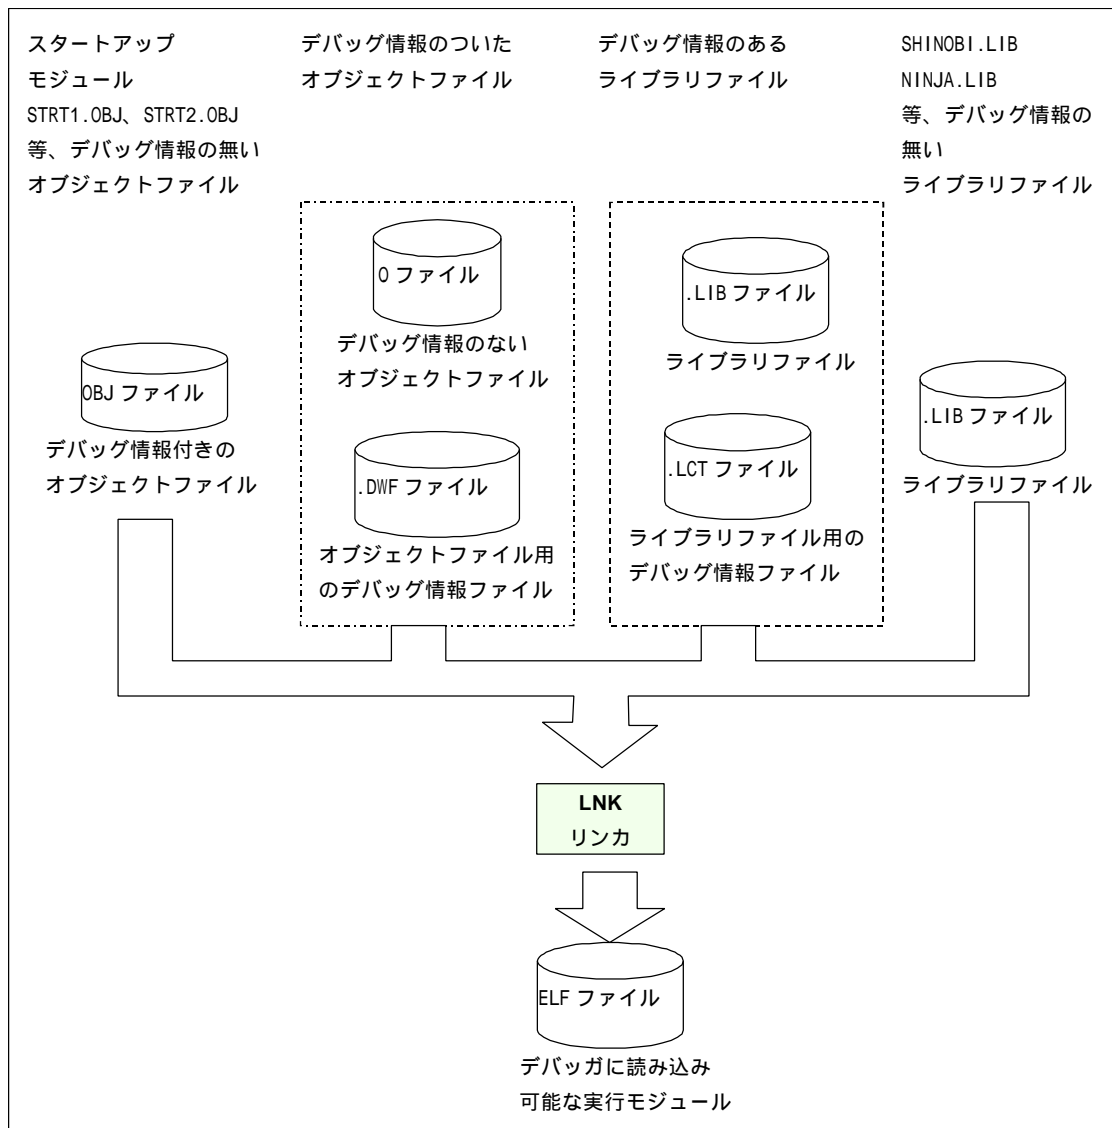 スタートアップ
モジュール
STRT1.OBJ、STRT2.OBJ
等、デバッグ情報の無い
オブジェクトファイル
デバッグ情報のついた
オブジェクトファイル
デバッグ情報のある
ライブラリファイル
SHINOBI.LIB
NINJA.LIB
等、デバッグ情報の
無い
ライブラリファイル
OBJ ファイル
デバッグ情報付きの
オブジェクトファイル
O ファイル
デバッグ情報のない
オブジェクトファイル
.DWF ファイル
オブジェクトファイル用
のデバッグ情報ファイル
.LIB ファイル
ライブラリファイル
.LCT ファイル
ライブラリファイル用の
デバッグ情報ファイル
.LIB ファイル
ライブラリファイル
LNK
リンカ
ELF ファイル
デバッガに読み込み
可能な実行モジュール